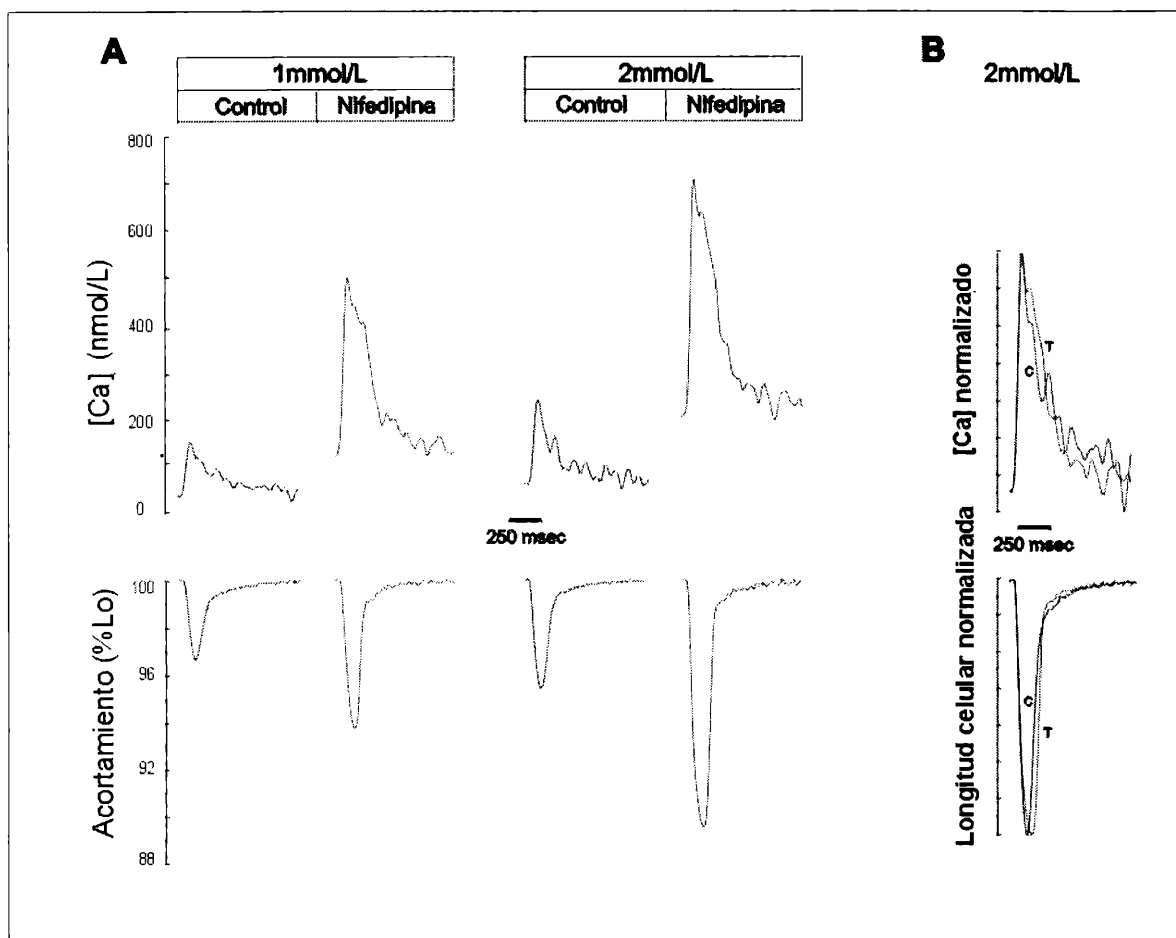 A
B
1mmol/L
2mmol/L
2mmol/L
Control
Nifedipina
Control
Nifedipina
[Ca] (nmol/L)
800
600
400
200
0
250 msec
[Ca] normalizado
C
T
250 msec
Acortamiento (%Lo)
100
96
92
88
Longitud celular normalizada
C
T